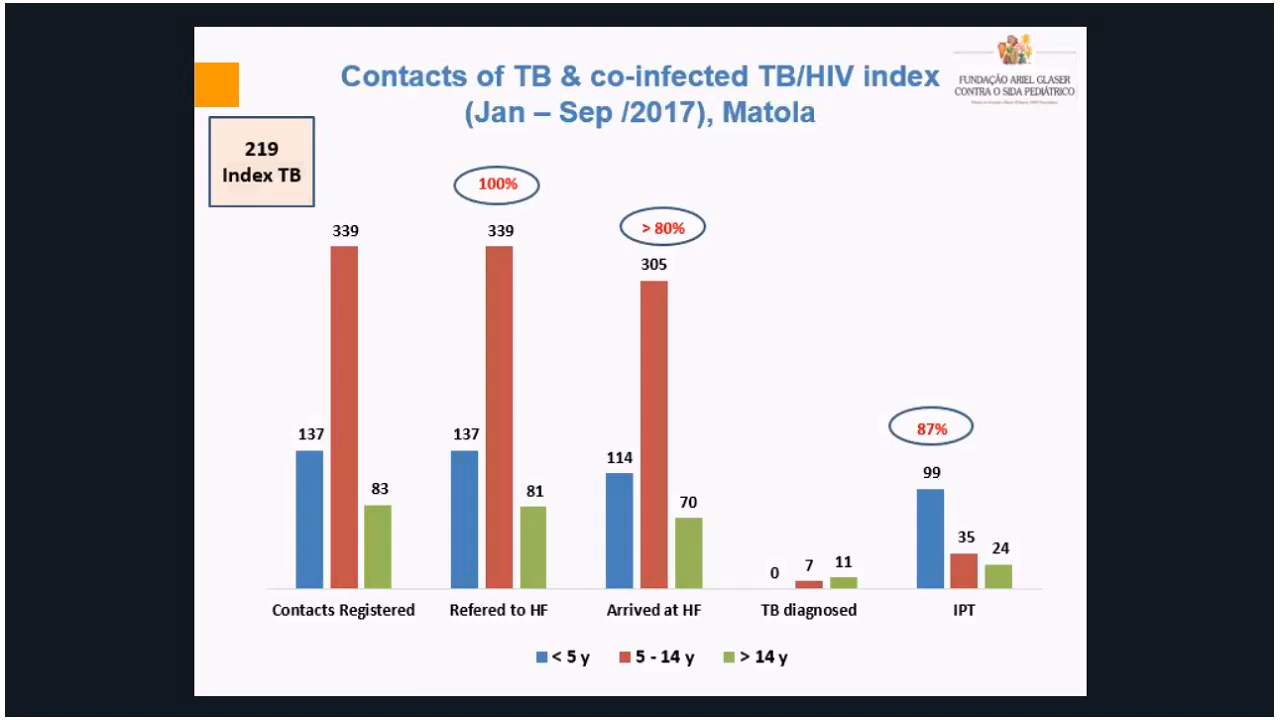 Contacts of TB & co-infected TB/HIV index
(Jan – Sep /2017), Matola
FUNDAÇÃO ARIEL GLASER
CONTRA O SIDA PEDIÁTRICO
219
Index TB
100%
> 80%
87%
339
339
305
137
137
114
83
81
70
0
7
11
99
35
24
Contacts Registered
Refered to HF
Arrived at HF
TB diagnosed
IPT
< 5 y
5 - 14 y
> 14 y